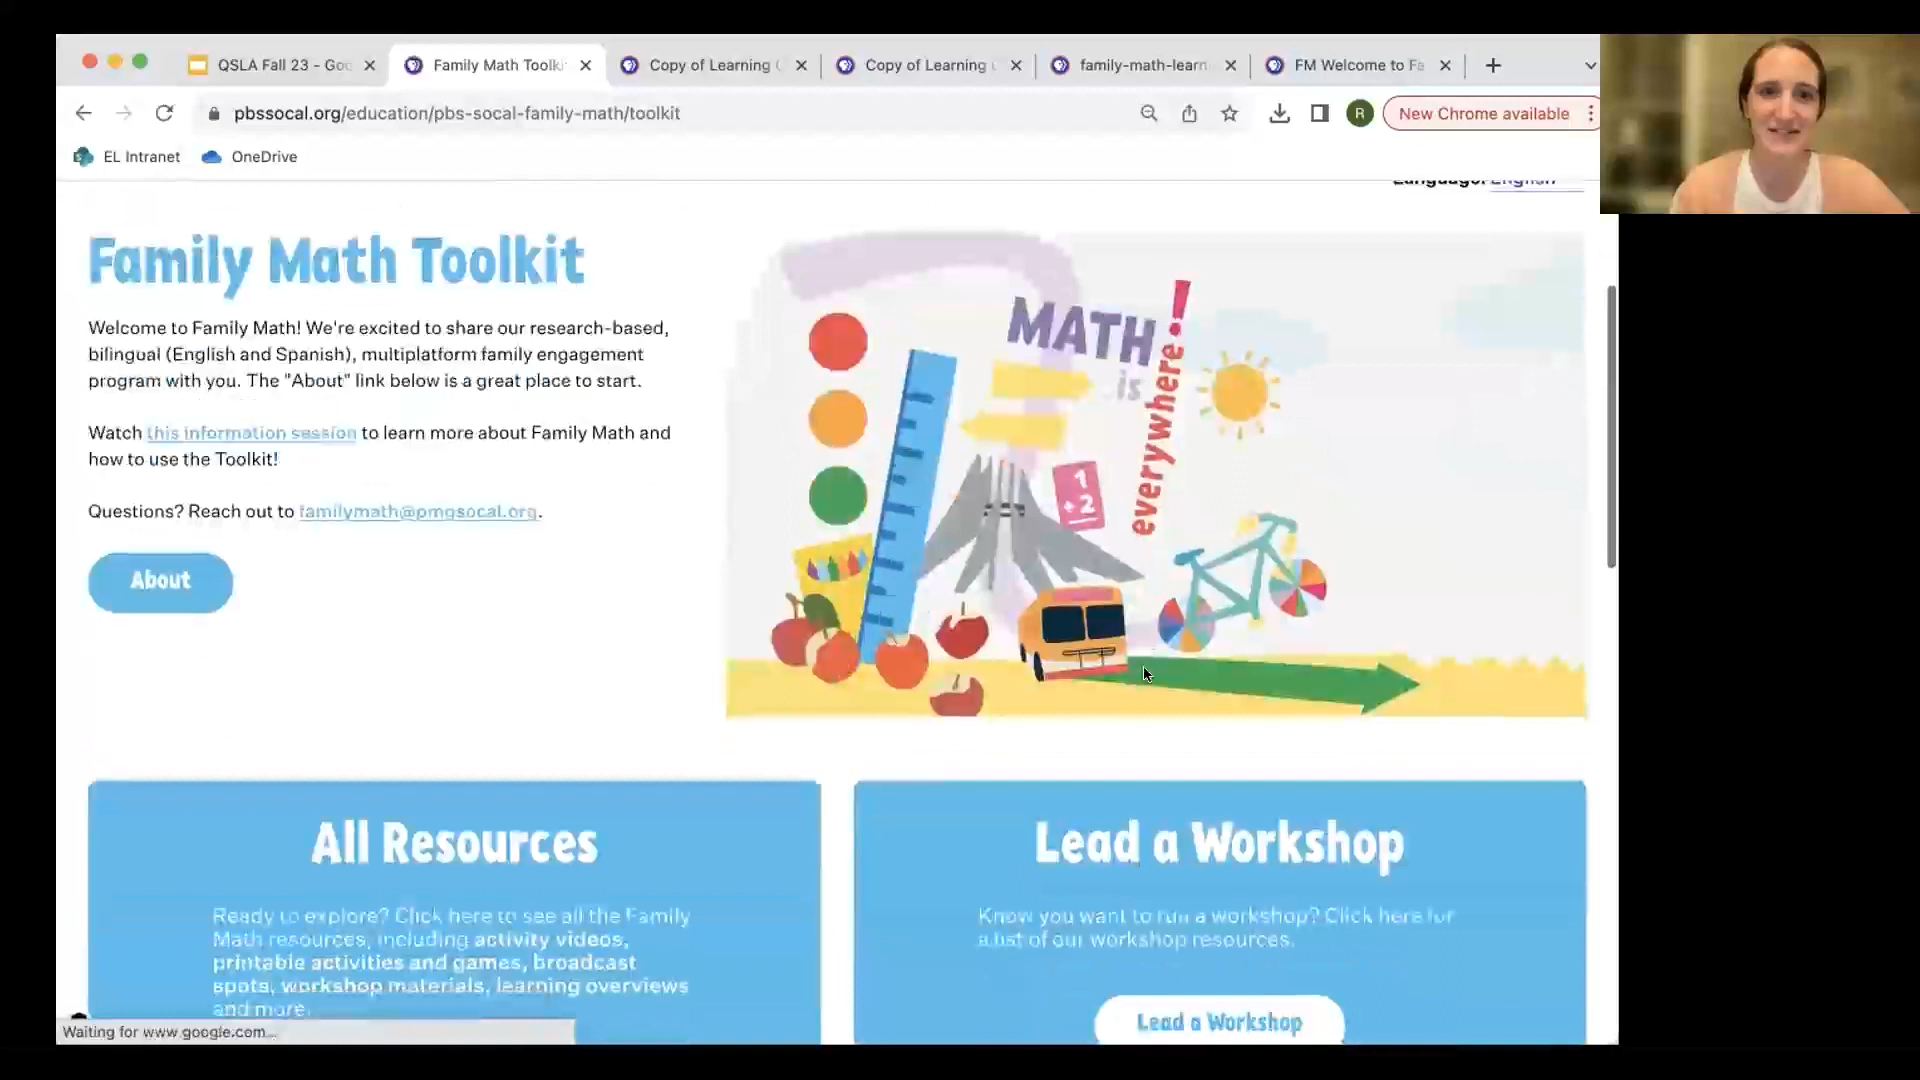 QSLA Fall 23 - Goo
Family Math Toolki
Copy of Learning
Copy of Learning
family-math-learn
FM Welcome to Fa
pbssocal.org/education/pbs-socal-family-math/toolkit
R
New Chrome available
EL Intranet
OneDrive
Language: English
Family Math Toolkit
Welcome to Family Math! We're excited to share our research-based,
bilingual (English and Spanish), multiplatform family engagement
program with you. The "About" link below is a great place to start.
Watch this information session to learn more about Family Math and
how to use the Toolkit!
Questions? Reach out to familymath@pmgsocal.org.
About
MATH
is
everywhere!
1
+2
All Resources
Ready to explore? Click here to see all the Family
Math resources, including activity videos,
printable activities and games, broadcast
spots, workshop materials, learning overviews
and more.
Lead a Workshop
Know you want to run a workshop? Click here for
a list of our workshop resources.
Lead a Workshop
Waiting for www.google.com...